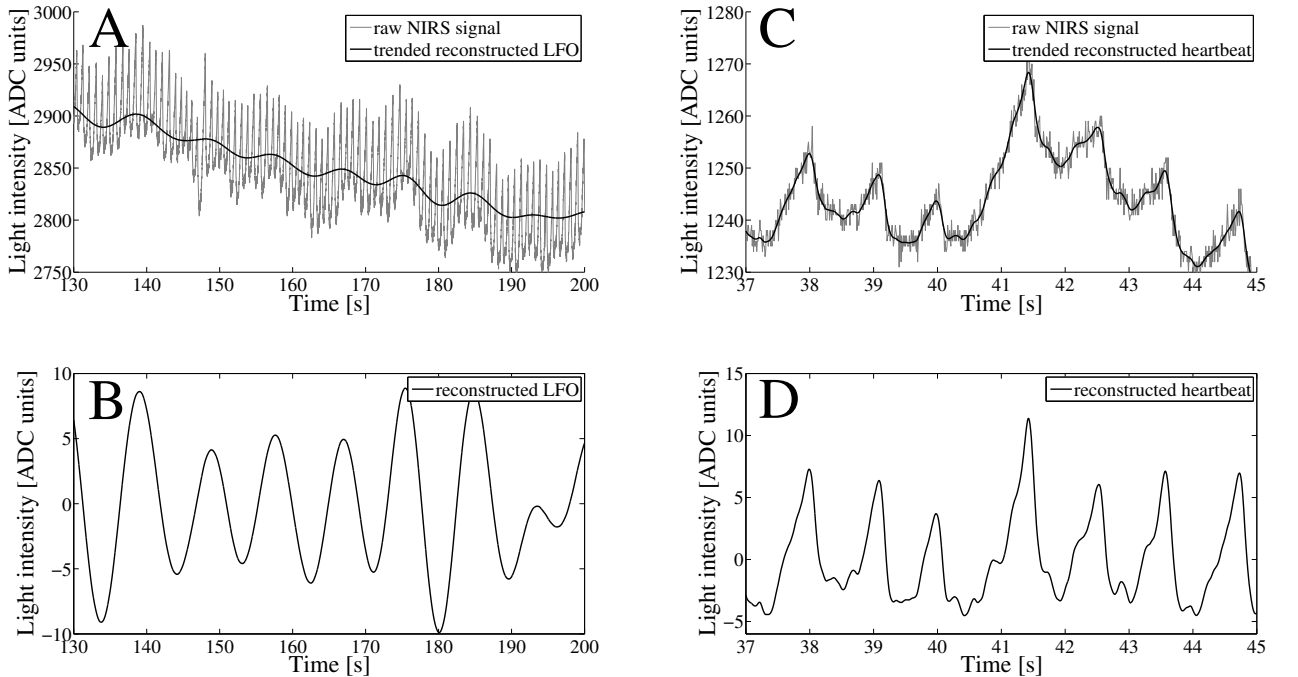 A
3000
2950
2900
2850
2800
2750
Light intensity [ADC units]
raw NIRS signal
trended reconstructed LFO
130 140 150 160 170 180 190 200
Time [s]
C
1280
1270
1260
1250
1240
1230
Light intensity [ADC units]
raw NIRS signal
trended reconstructed heartbeat
37 38 39 40 41 42 43 44 45
Time [s]
B
10
5
0
−5
−10
Light intensity [ADC units]
reconstructed LFO
130 140 150 160 170 180 190 200
Time [s]
D
15
10
5
0
−5
Light intensity [ADC units]
reconstructed heartbeat
37 38 39 40 41 42 43 44 45
Time [s]